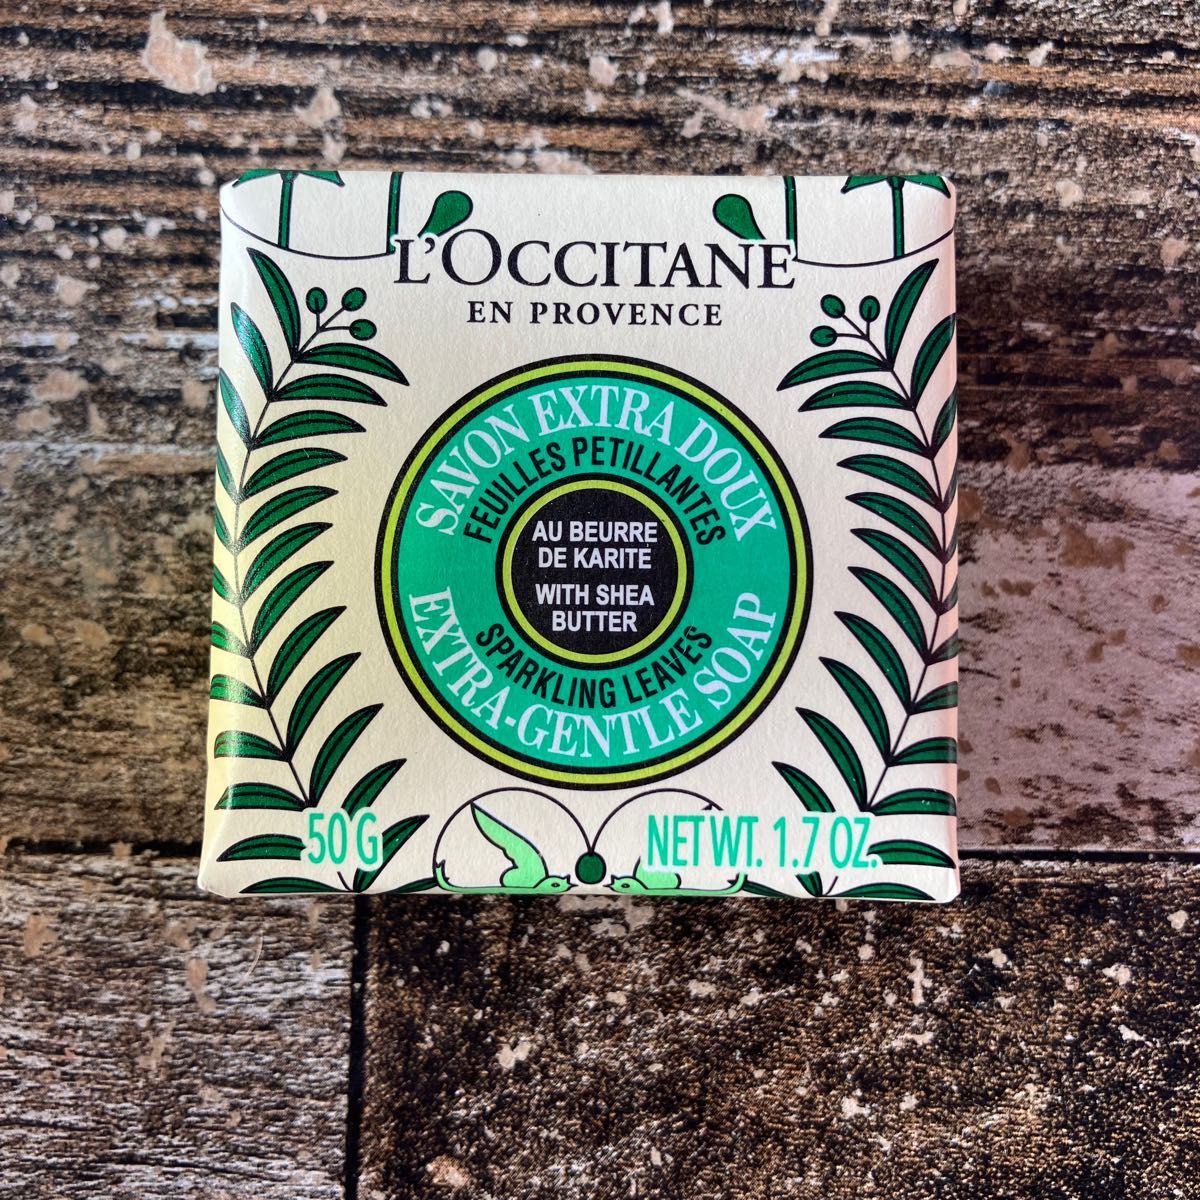 L'OCCITANE
EN PROVENCE
SAVON EXTRA DOUX
FEUILLES PETILLANTES
AU BEURRE
DE KARITE
WITH SHEA
BUTTER
SPARKLING LEAVES
EXTRA-GENTLE SOAP
50 G
NET WT. 1.7 OZ.